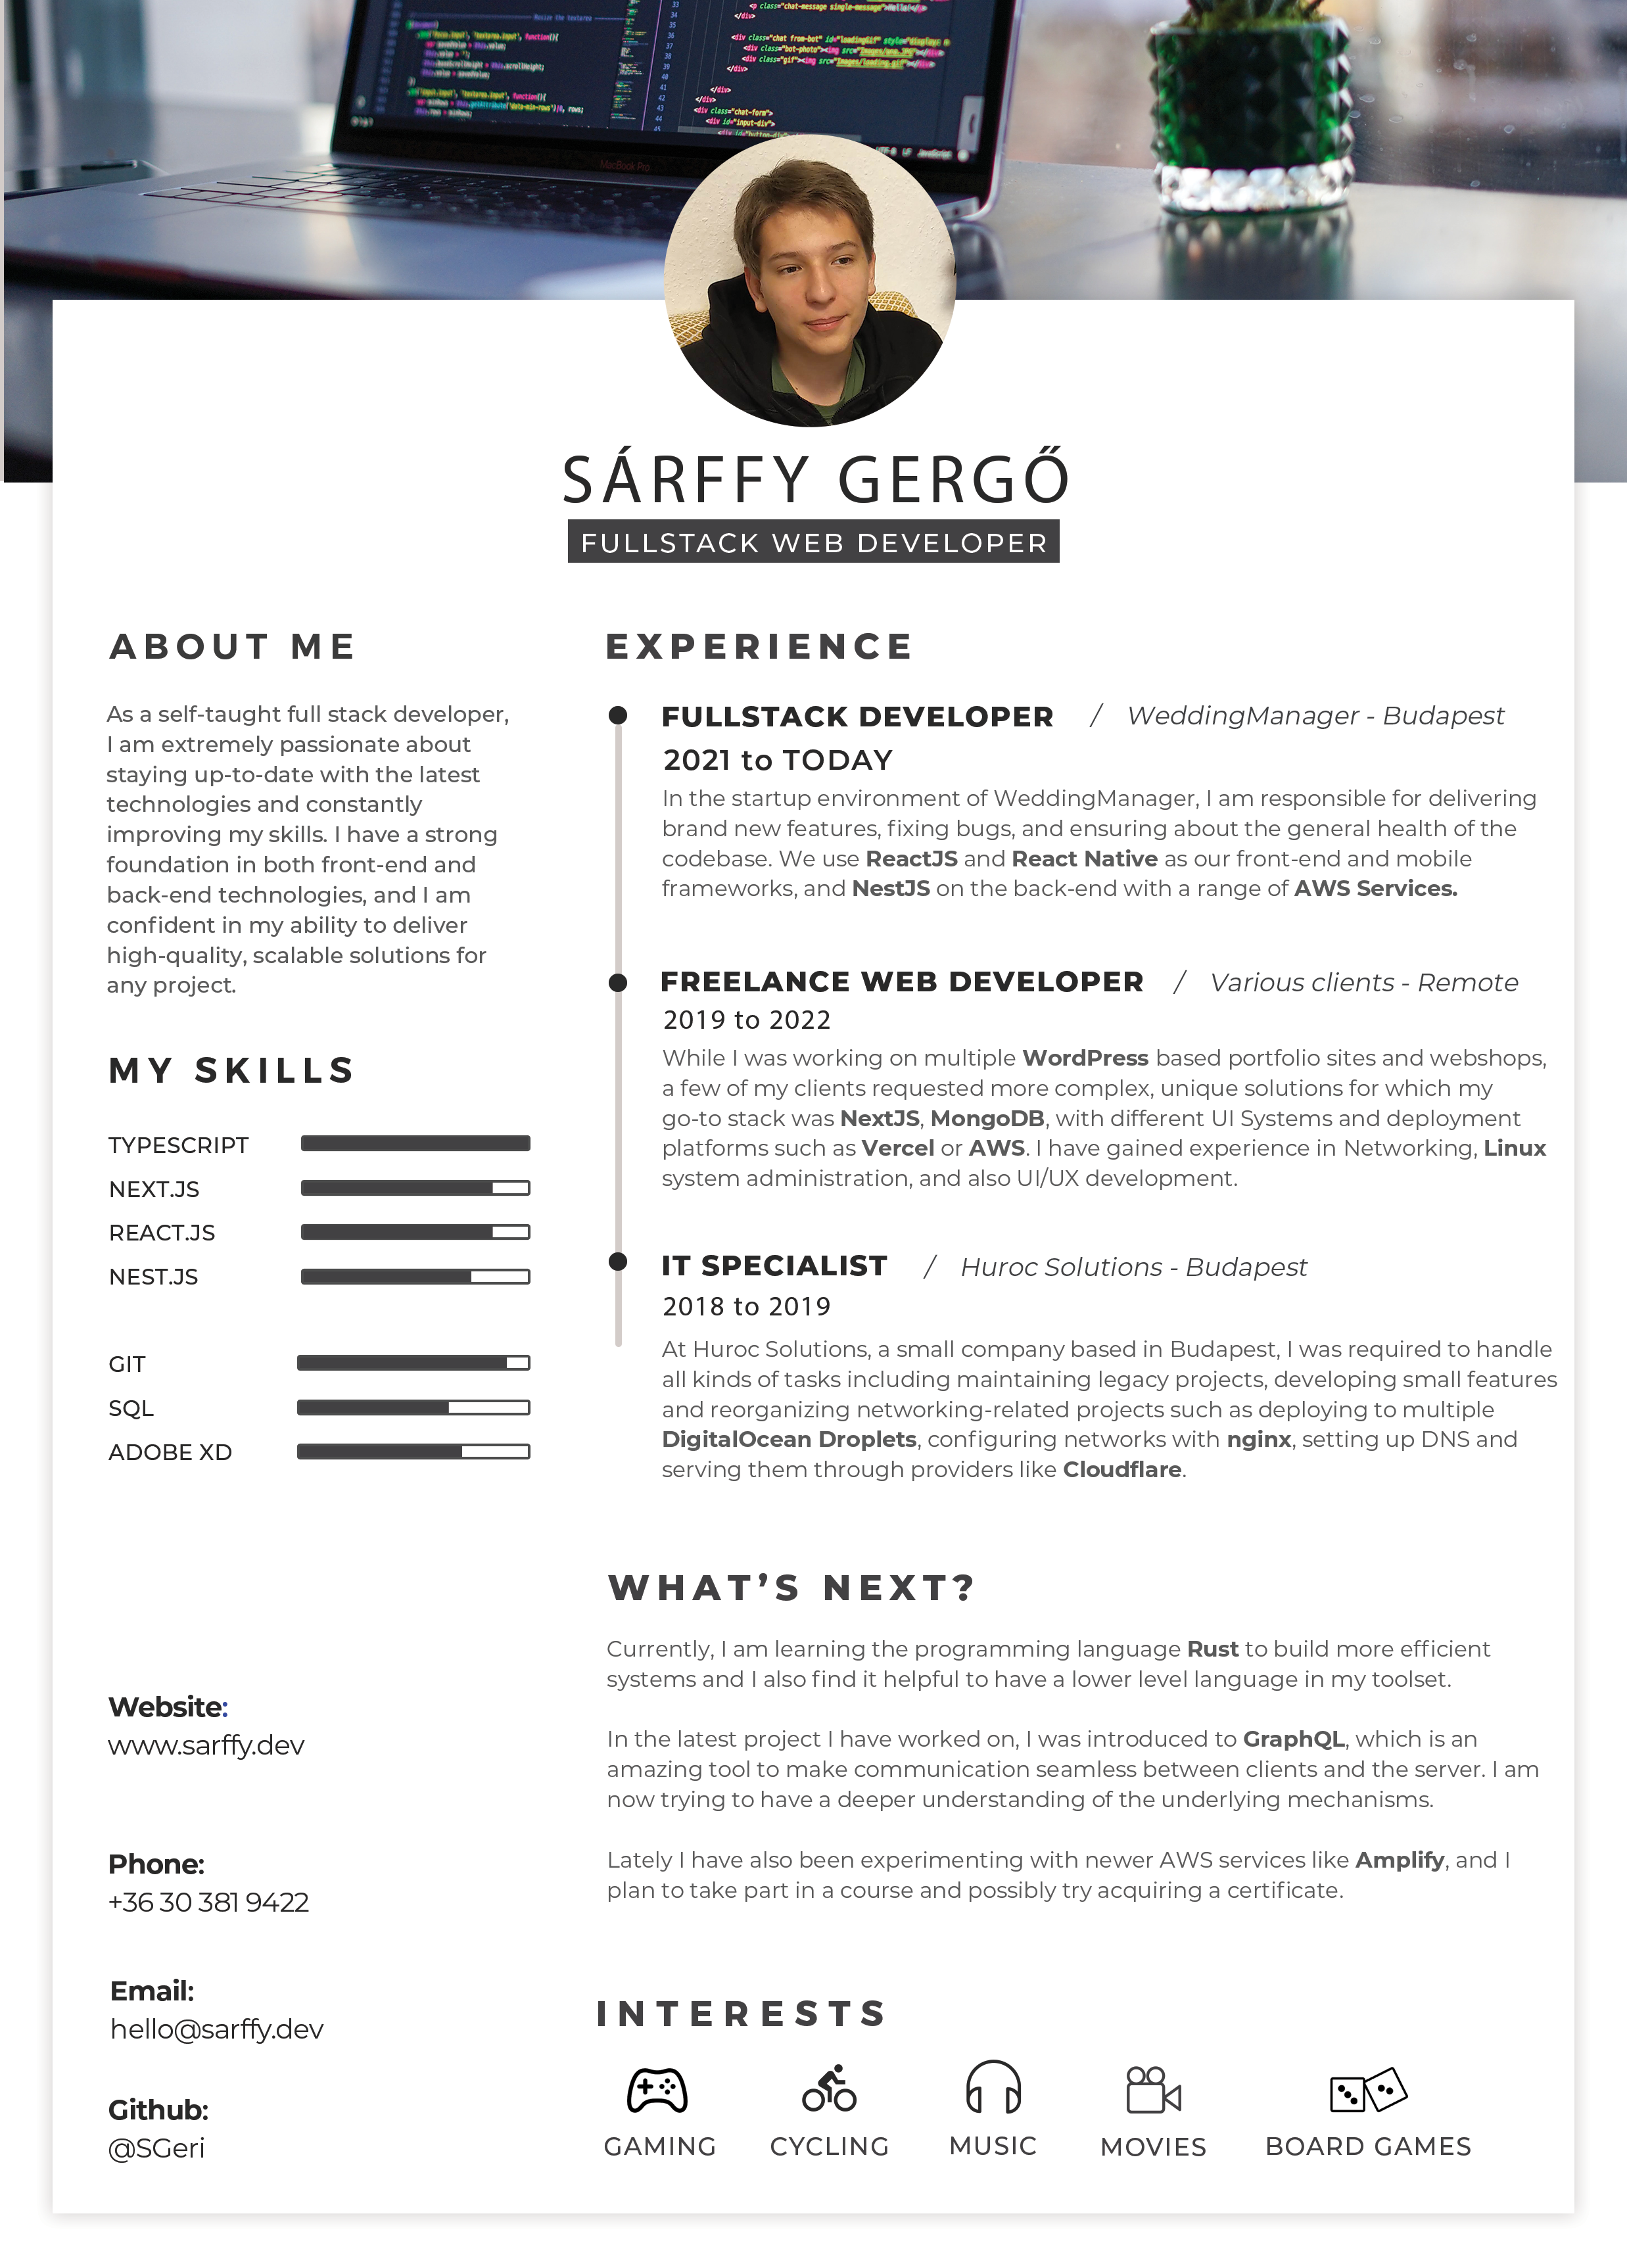 MacBook Pro
SÁRFFY GERGŐ
FULLSTACK WEB DEVELOPER
ABOUT ME
As a self-taught full stack developer,
I am extremely passionate about
staying up-to-date with the latest
technologies and constantly
improving my skills. I have a strong
foundation in both front-end and
back-end technologies, and I am
confident in my ability to deliver
high-quality, scalable solutions for
any project.
MY SKILLS
TYPESCRIPT
NEXT.JS
REACT.JS
NEST.JS
GIT
SQL
ADOBE XD
Website:
www.sarffy.dev
Phone:
+36 30 381 9422
Email:
hello@sarffy.dev
Github:
@SGeri
EXPERIENCE
FULLSTACK DEVELOPER / WeddingManager - Budapest
2021 to TODAY
In the startup environment of WeddingManager, I am responsible for delivering
brand new features, fixing bugs, and ensuring about the general health of the
codebase. We use ReactJS and React Native as our front-end and mobile
frameworks, and NestJS on the back-end with a range of AWS Services.
FREELANCE WEB DEVELOPER / Various clients - Remote
2019 to 2022
While I was working on multiple WordPress based portfolio sites and webshops,
a few of my clients requested more complex, unique solutions for which my
go-to stack was NextJS, MongoDB, with different UI Systems and deployment
platforms such as Vercel or AWS. I have gained experience in Networking, Linux
system administration, and also UI/UX development.
IT SPECIALIST / Huroc Solutions - Budapest
2018 to 2019
At Huroc Solutions, a small company based in Budapest, I was required to handle
all kinds of tasks including maintaining legacy projects, developing small features
and reorganizing networking-related projects such as deploying to multiple
DigitalOcean Droplets, configuring networks with nginx, setting up DNS and
serving them through providers like Cloudflare.
WHAT'S NEXT?
Currently, I am learning the programming language Rust to build more efficient
systems and I also find it helpful to have a lower level language in my toolset.
In the latest project I have worked on, I was introduced to GraphQL, which is an
amazing tool to make communication seamless between clients and the server. I am
now trying to have a deeper understanding of the underlying mechanisms.
Lately I have also been experimenting with newer AWS services like Amplify, and I
plan to take part in a course and possibly try acquiring a certificate.
INTERESTS
GAMING CYCLING MUSIC MOVIES BOARD GAMES